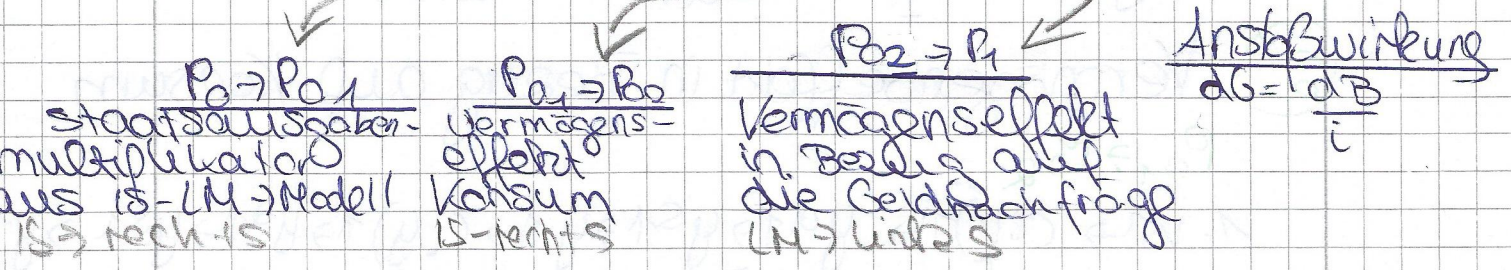 P₀ → P₀₁
Staatsausgaben-
multiplikator
aus IS-LM → Modell
IS → rechts
P₀₁ → P₀₂
Vermögens-
effekt
Konsum
IS-rechts
P₀₂ → P₁
Vermögenseffekt
in Bezug auf
die Geldnachfrage
LM → links
Anstoßwirkung
dG = dB
i